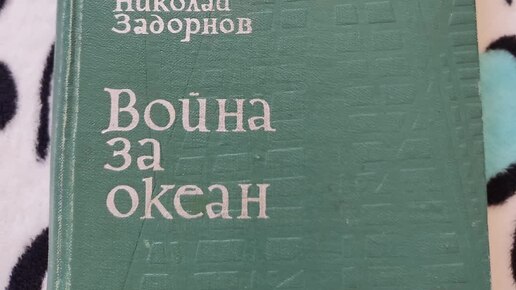 Николай
Задорнов
Война
за
океан